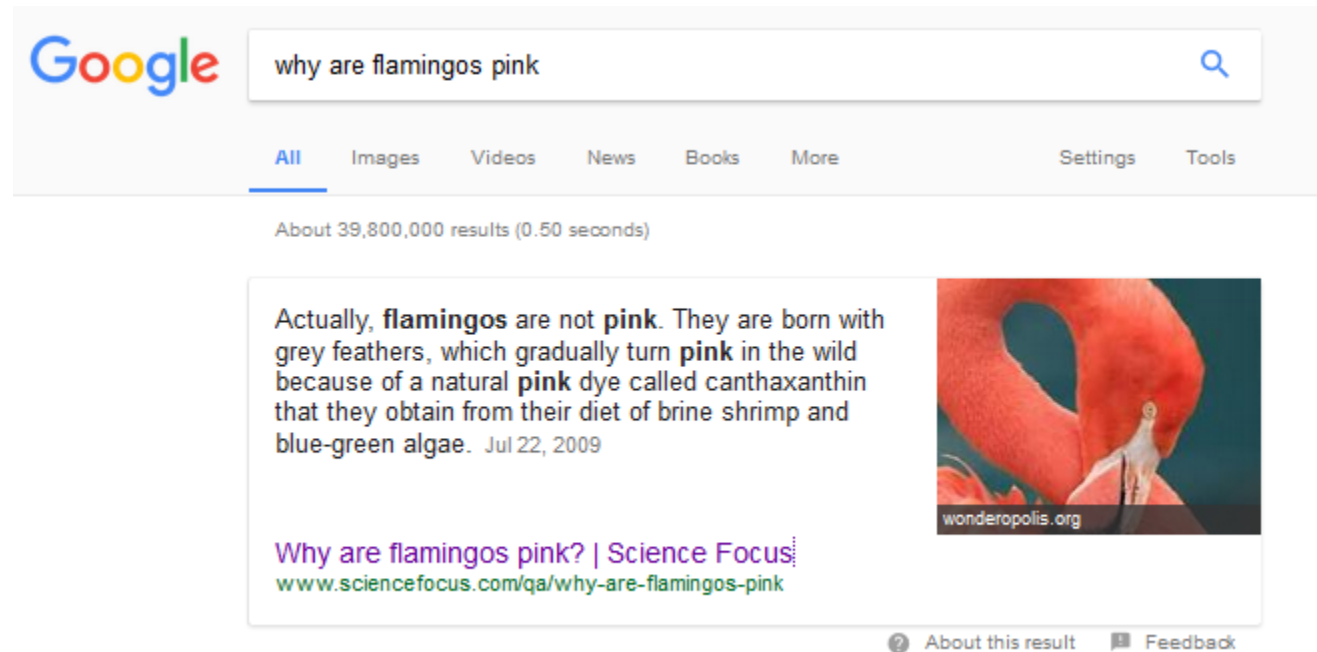 Google
why are flamingos pink
All Images Videos News Books More Settings Tools
About 39,800,000 results (0.50 seconds)
Actually, flamingos are not pink. They are born with
grey feathers, which gradually turn pink in the wild
because of a natural pink dye called canthaxanthin
that they obtain from their diet of brine shrimp and
blue-green algae. Jul 22, 2009
wonderopolis.org
Why are flamingos pink? | Science Focus
www.sciencefocus.com/qa/why-are-flamingos-pink
About this result Feedback